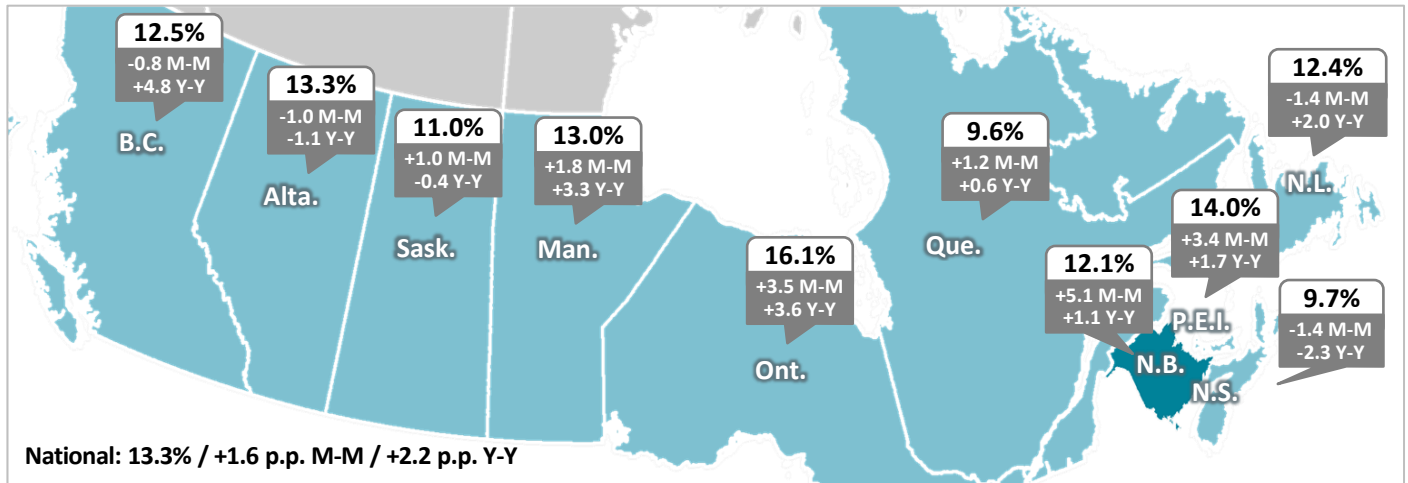 12.5%
-0.8 M-M
+4.8 Y-Y
B.C.
13.3%
-1.0 M-M
-1.1 Y-Y
Alta.
11.0%
+1.0 M-M
-0.4 Y-Y
Sask.
13.0%
+1.8 M-M
+3.3 Y-Y
Man.
16.1%
+3.5 M-M
+3.6 Y-Y
Ont.
9.6%
+1.2 M-M
+0.6 Y-Y
Que.
12.4%
-1.4 M-M
+2.0 Y-Y
N.L.
14.0%
+3.4 M-M
+1.7 Y-Y
P.E.I.
12.1%
+5.1 M-M
+1.1 Y-Y
N.B.
9.7%
-1.4 M-M
-2.3 Y-Y
N.S.
National: 13.3% / +1.6 p.p. M-M / +2.2 p.p. Y-Y